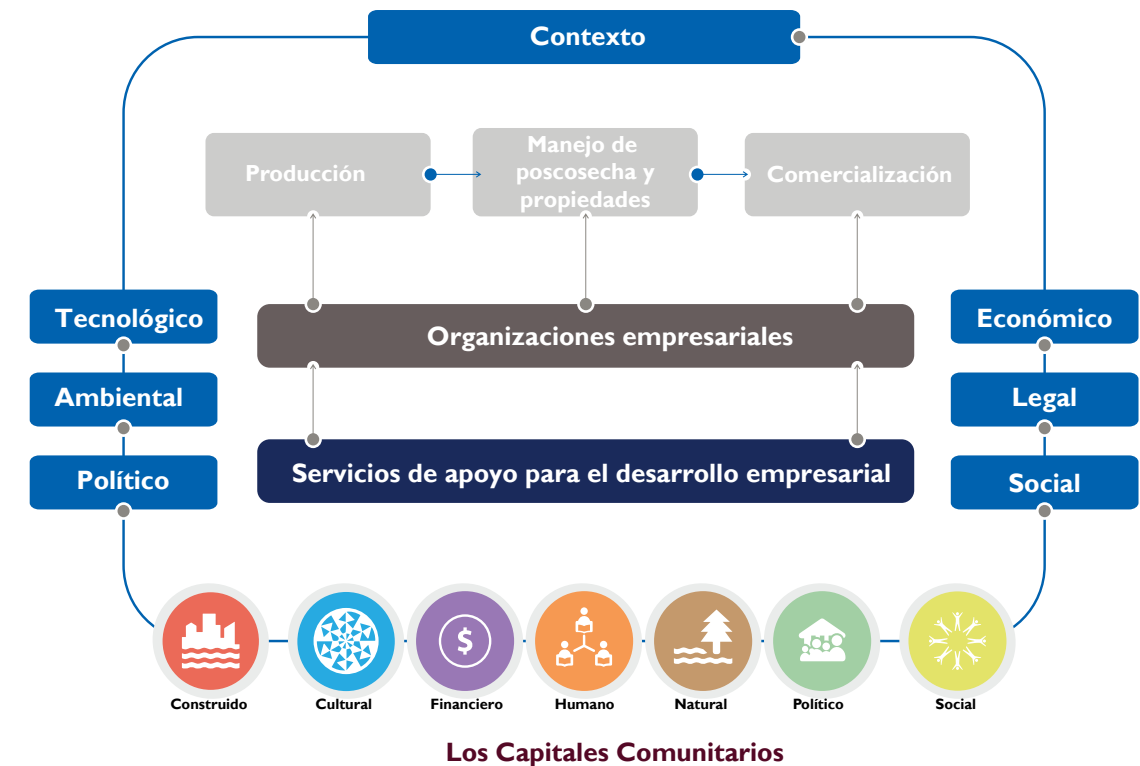 Contexto
Producción
Manejo de
poscosecha y
propiedades
Comercialización
Tecnológico
Ambiental
Político
Organizaciones empresariales
Servicios de apoyo para el desarrollo empresarial
Económico
Legal
Social
$
Construido
Cultural
Financiero
Humano
Natural
Político
Social
Los Capitales Comunitarios